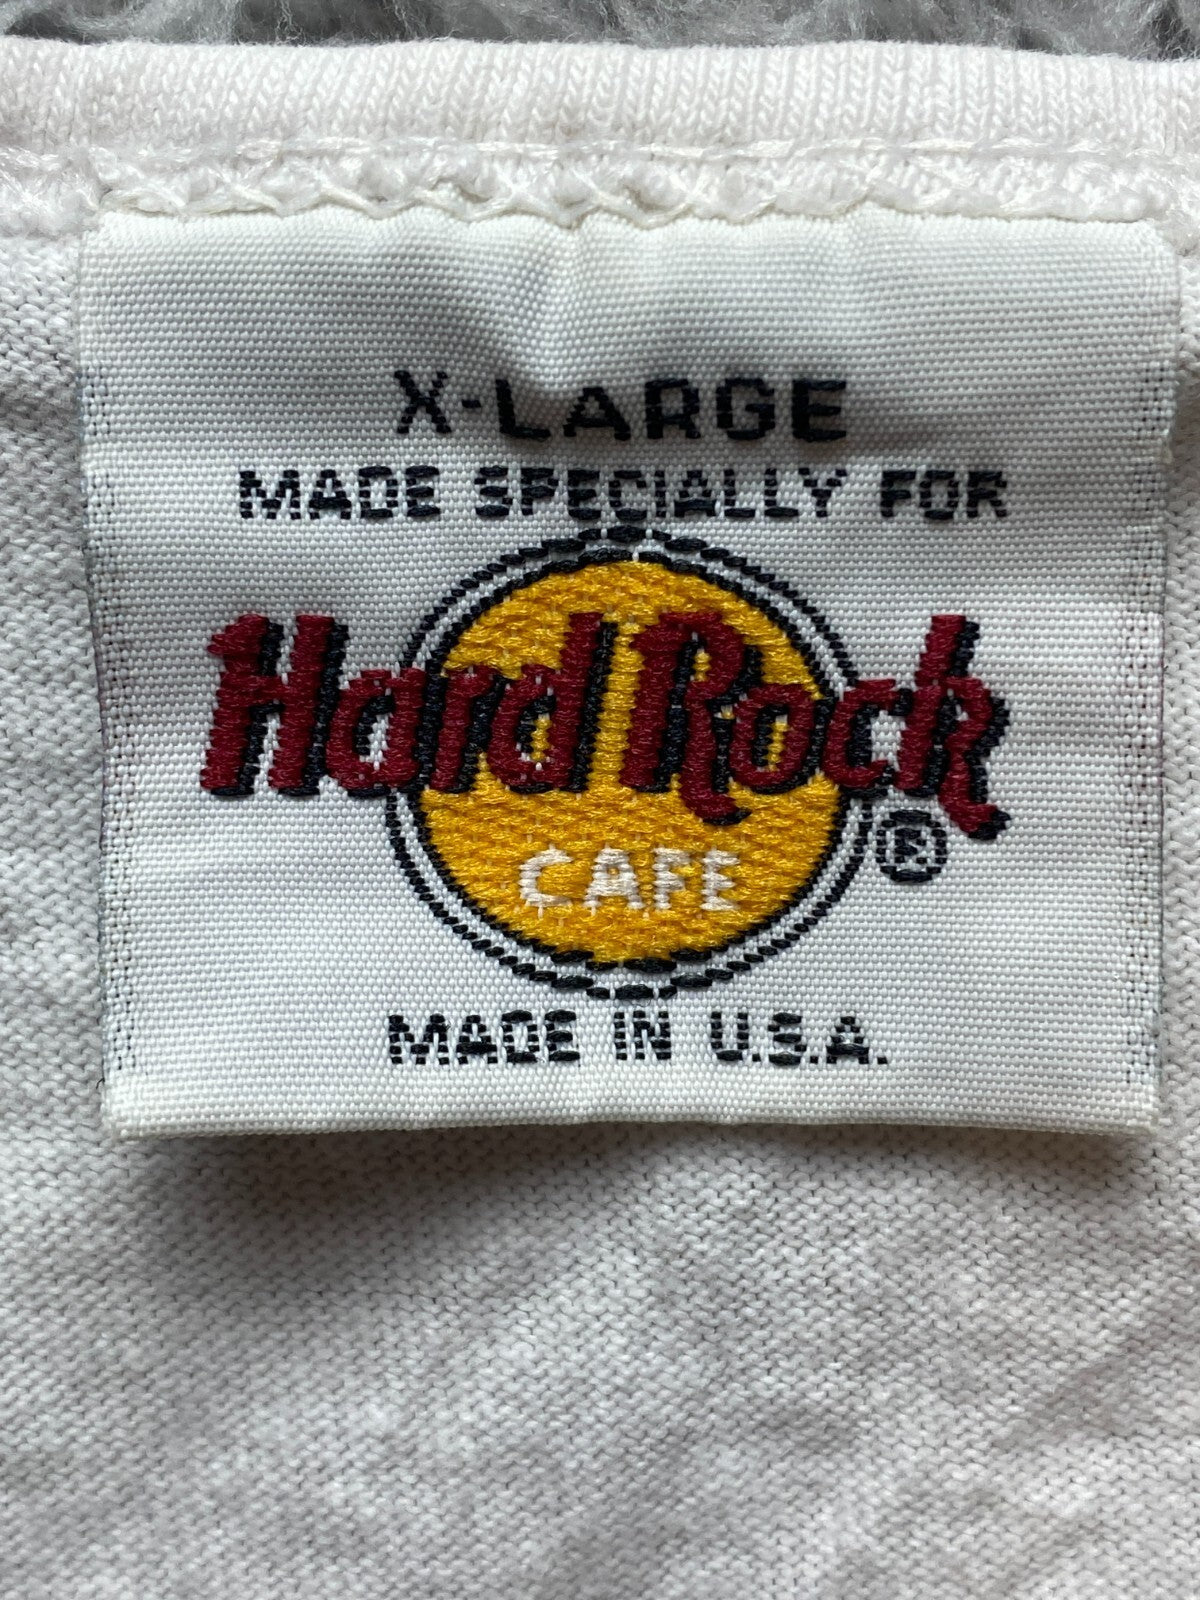 X-LARGE
MADE SPECIALLY FOR
Hard Rock
CAFE
®
MADE IN U.S.A.